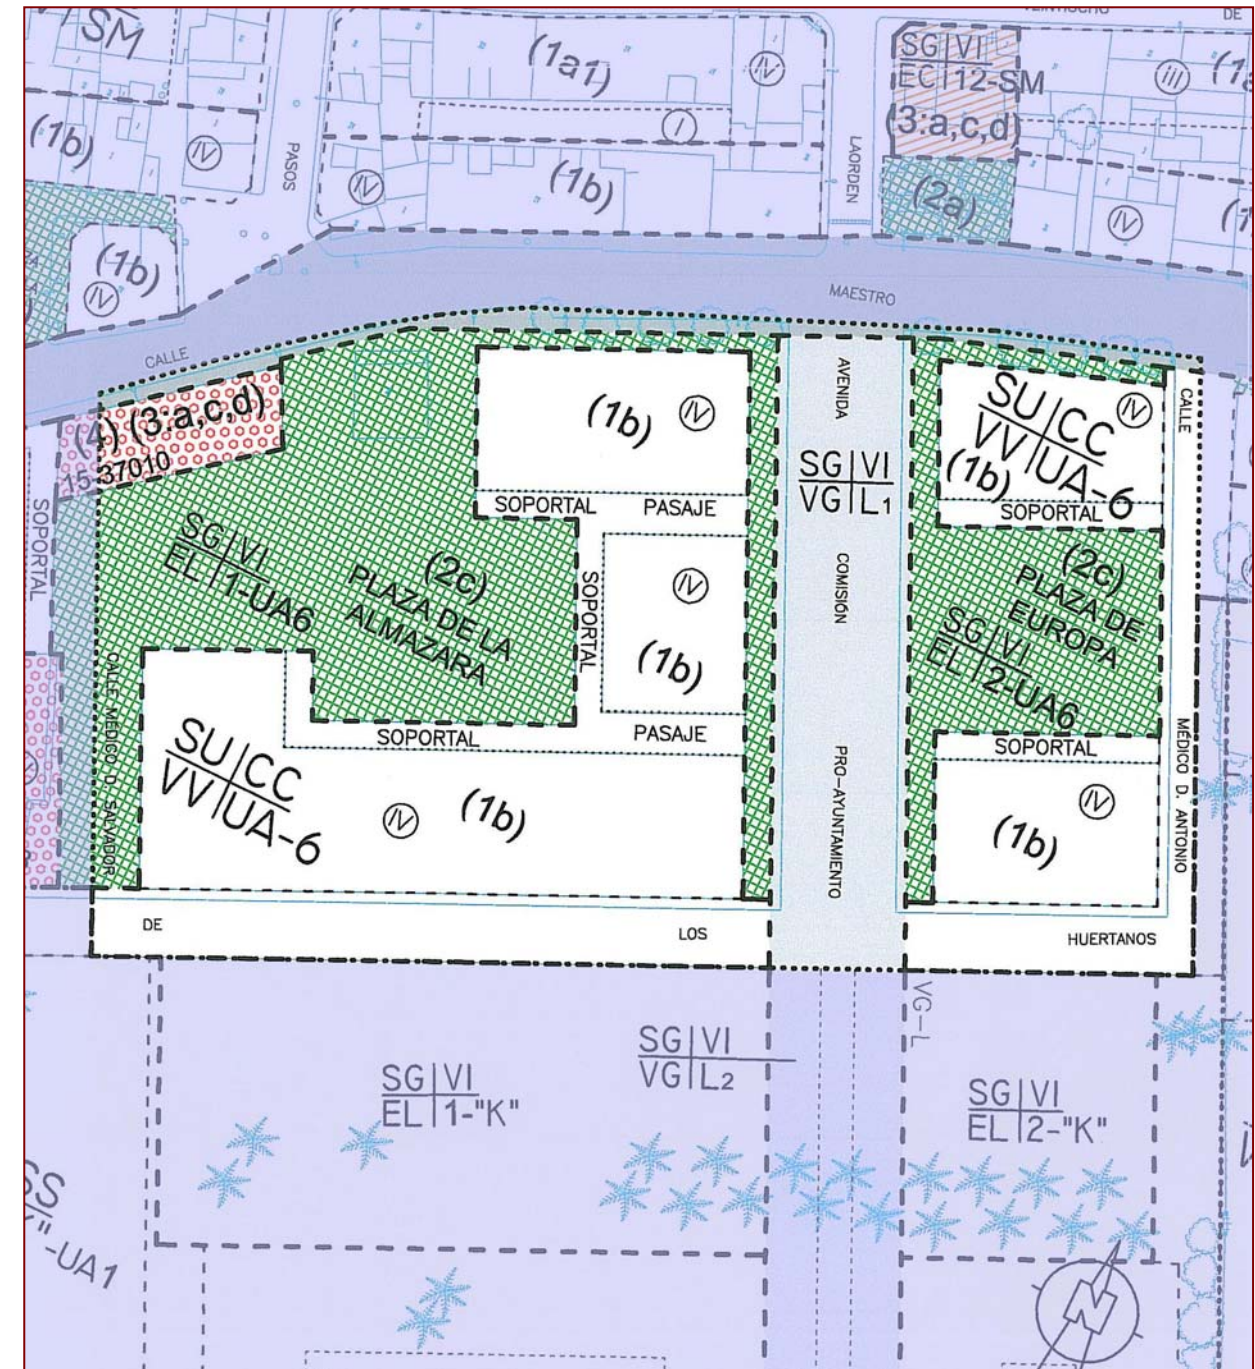 SM
(1a1)
IV
SG VI
EC 12-SM
III
DE
(3:a,c,d)
(1b)
IV
PASOS
I
IV
(1b)
LAORDEN
(2a)
IV
(1b)
IV
MAESTRO
CALLE
(4) (3:a,c,d)
15 37010
(1b)
IV
AVENIDA
SU CC
VV UA-6
IV
(1b)
CALLE
SG VI
VG L1
SOPORTAL
PASAJE
SOPORTAL
SOPORTAL
SG VI
EL 1-UA6
(2c)
PLAZA DE LA
ALMAZARA
SOPORTAL
IV
(1b)
COMISIÓN
(2c)
PLAZA DE
EUROPA
SG VI
EL 2-UA6
CALLE MÉDICO D. SALVADOR
SOPORTAL
PASAJE
SOPORTAL
MÉDICO D. ANTONIO
SU CC
VV UA-6
IV
(1b)
PRO-AYUNTAMIENTO
IV
(1b)
DE
LOS
HUERTANOS
VG-L
SG VI
VG L2
SG VI
EL 1-"K"
SG VI
EL 2-"K"
-UA1
N